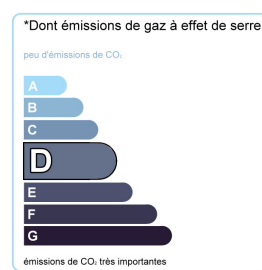 *Dont émissions de gaz à effet de serre
peu d'émissions de CO₂
A
B
C
D
E
F
G
émissions de CO₂ très importantes